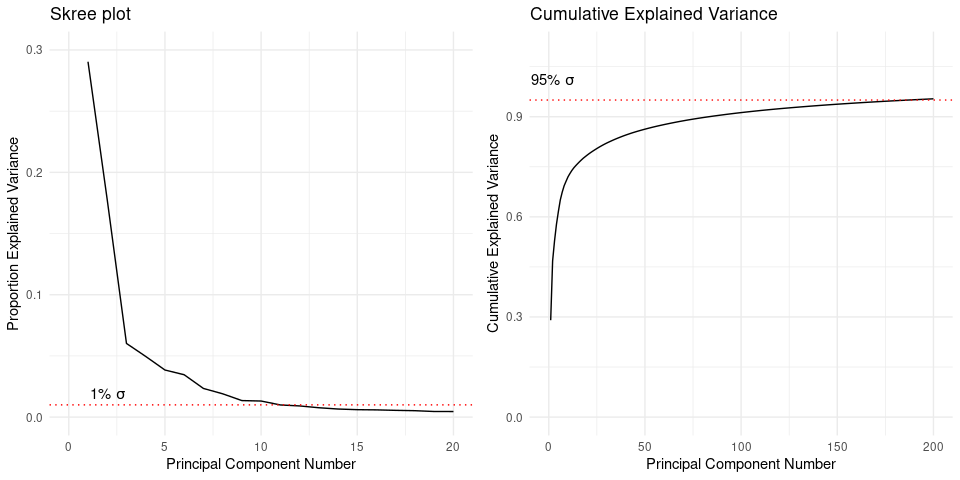 Skree plot
Proportion Explained Variance
0.3
0.2
0.1
0.0
1% σ
0 5 10 15 20
Principal Component Number
Cumulative Explained Variance
Cumulative Explained Variance
95% σ
0.9
0.6
0.3
0.0
0 50 100 150 200
Principal Component Number